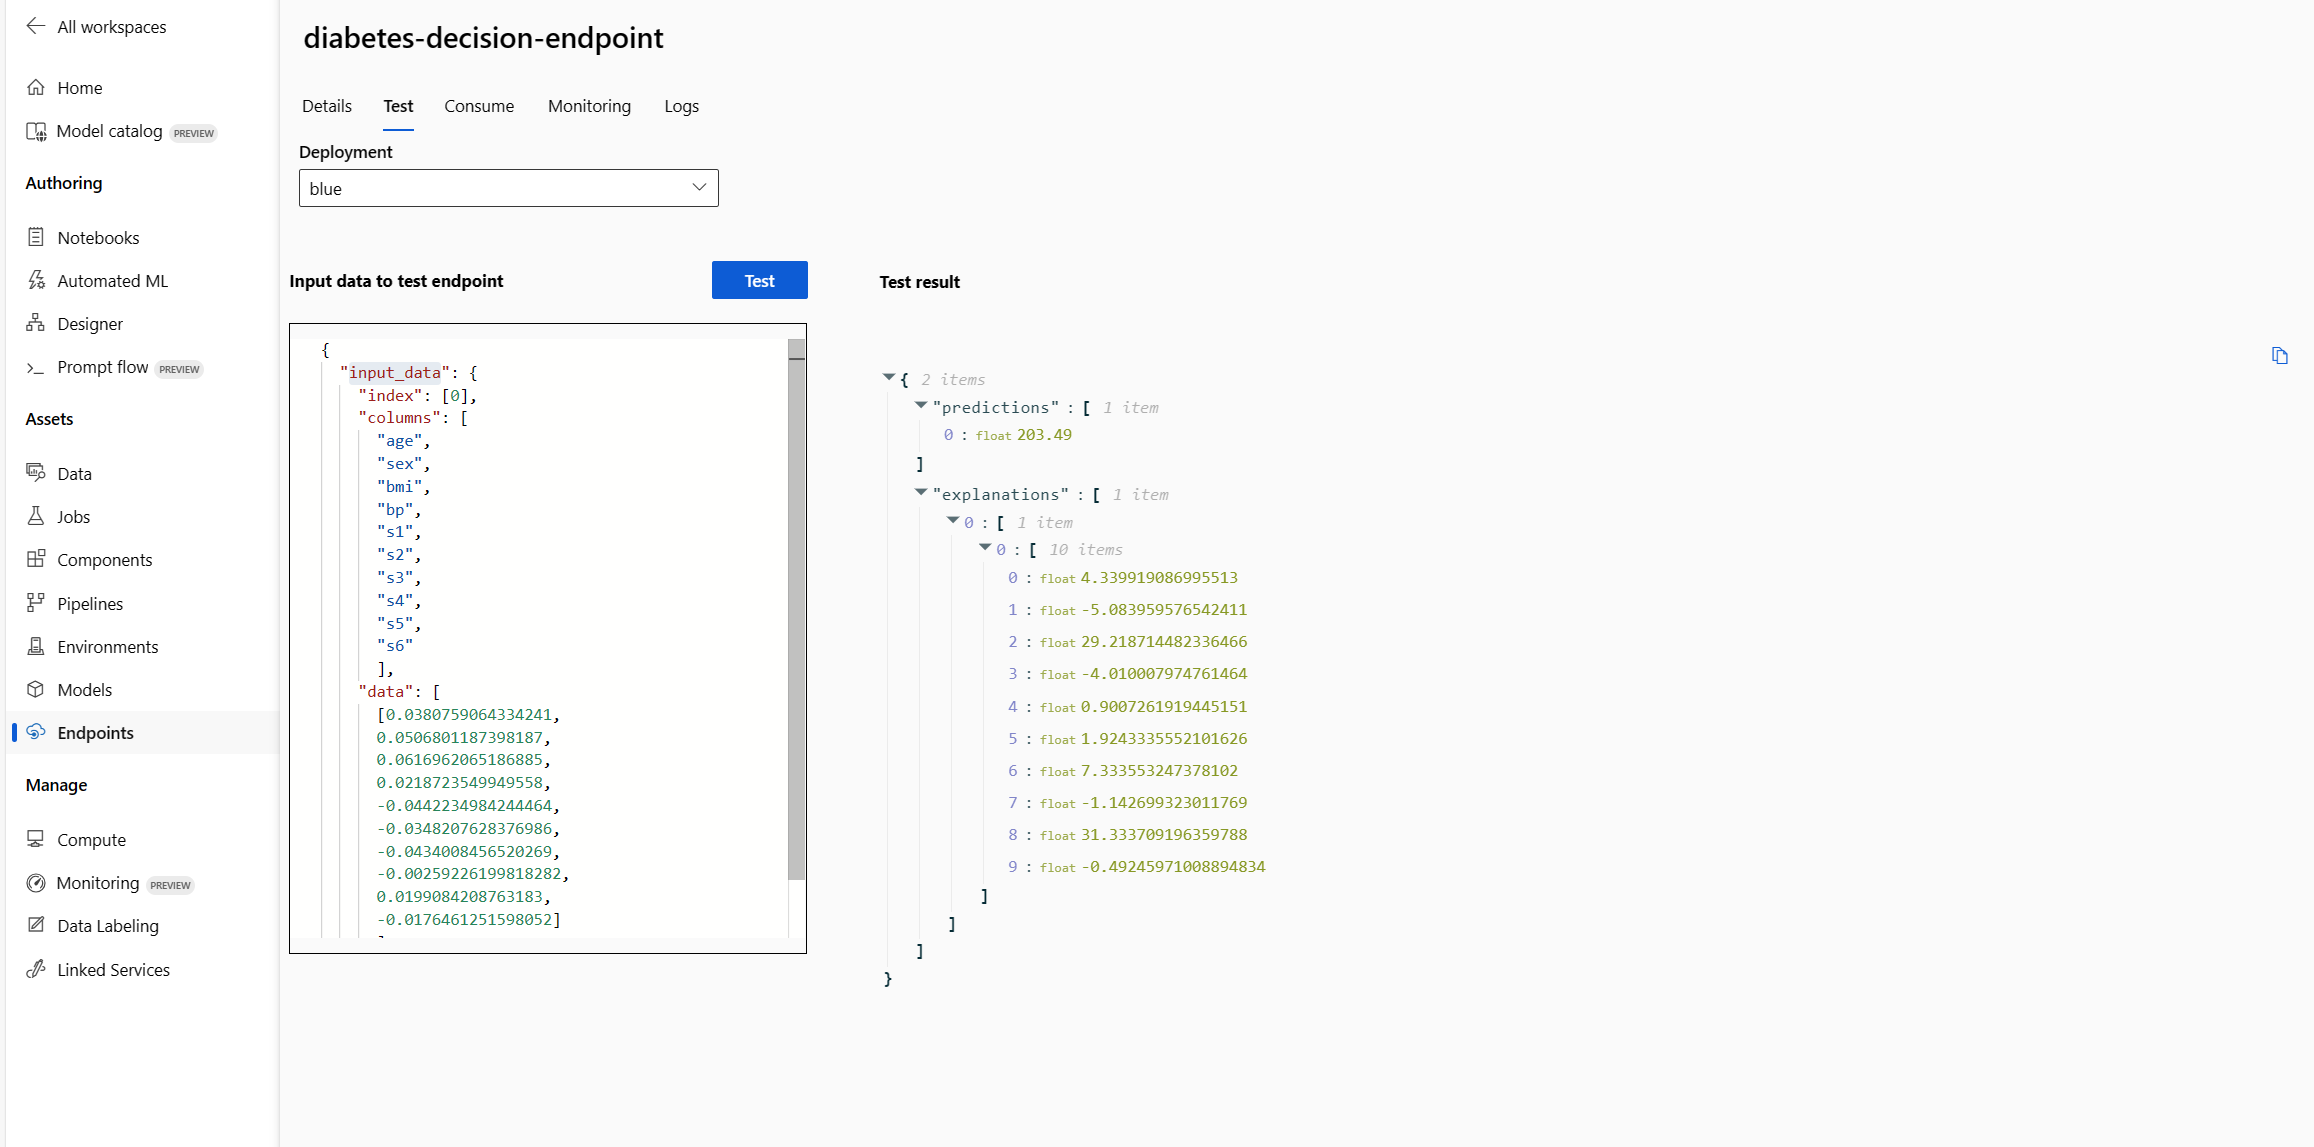 All workspaces
Home
Model catalog PREVIEW
Authoring
Notebooks
Automated ML
Designer
Prompt flow PREVIEW
Assets
Data
Jobs
Components
Pipelines
Environments
Models
Endpoints
Manage
Compute
Monitoring PREVIEW
Data Labeling
Linked Services
diabetes-decision-endpoint
Details Test Consume Monitoring Logs
Deployment
blue
Input data to test endpoint
Test
{
"input_data": {
"index": [0],
"columns": [
"age",
"sex",
"bmi",
"bp",
"s1",
"s2",
"s3",
"s4",
"s5",
"s6"
],
"data": [
[0.0380759064334241,
0.0506801187398187,
0.0616962065186885,
0.0218723549949558,
-0.0442234984244464,
-0.0348207628376986,
-0.0434008456520269,
-0.00259226199818282,
0.0199084208763183,
-0.0176461251598052]
Test result
{ 2 items
"predictions" : [ 1 item
0 : float 203.49
]
"explanations" : [ 1 item
0 : [ 1 item
0 : [ 10 items
0 : float 4.339919086995513
1 : float -5.083959576542411
2 : float 29.218714482336466
3 : float -4.010007974761464
4 : float 0.9007261919445151
5 : float 1.9243335552101626
6 : float 7.333553247378102
7 : float -1.142699323011769
8 : float 31.333709196359788
9 : float -0.49245971008894834
]
]
]
}